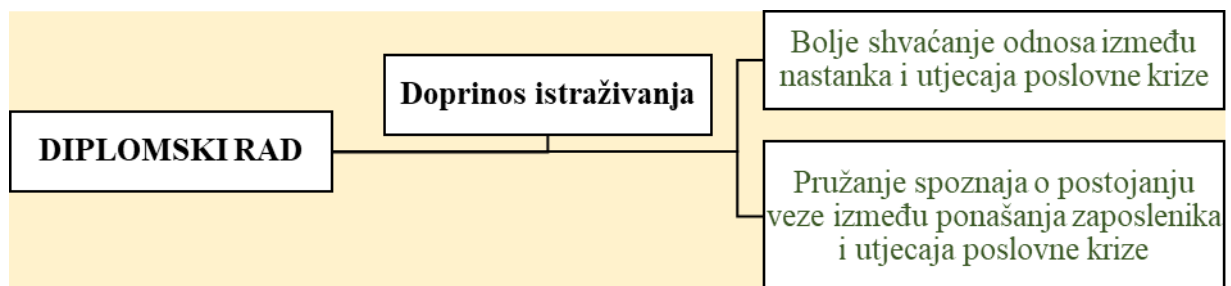 DIPLOMSKI RAD
Doprinos istraživanja
Bolje shvaćanje odnosa između
nastanka i utjecaja poslovne krize
Pružanje spoznaja o postojanju
veze između ponašanja zaposlenika
i utjecaja poslovne krize